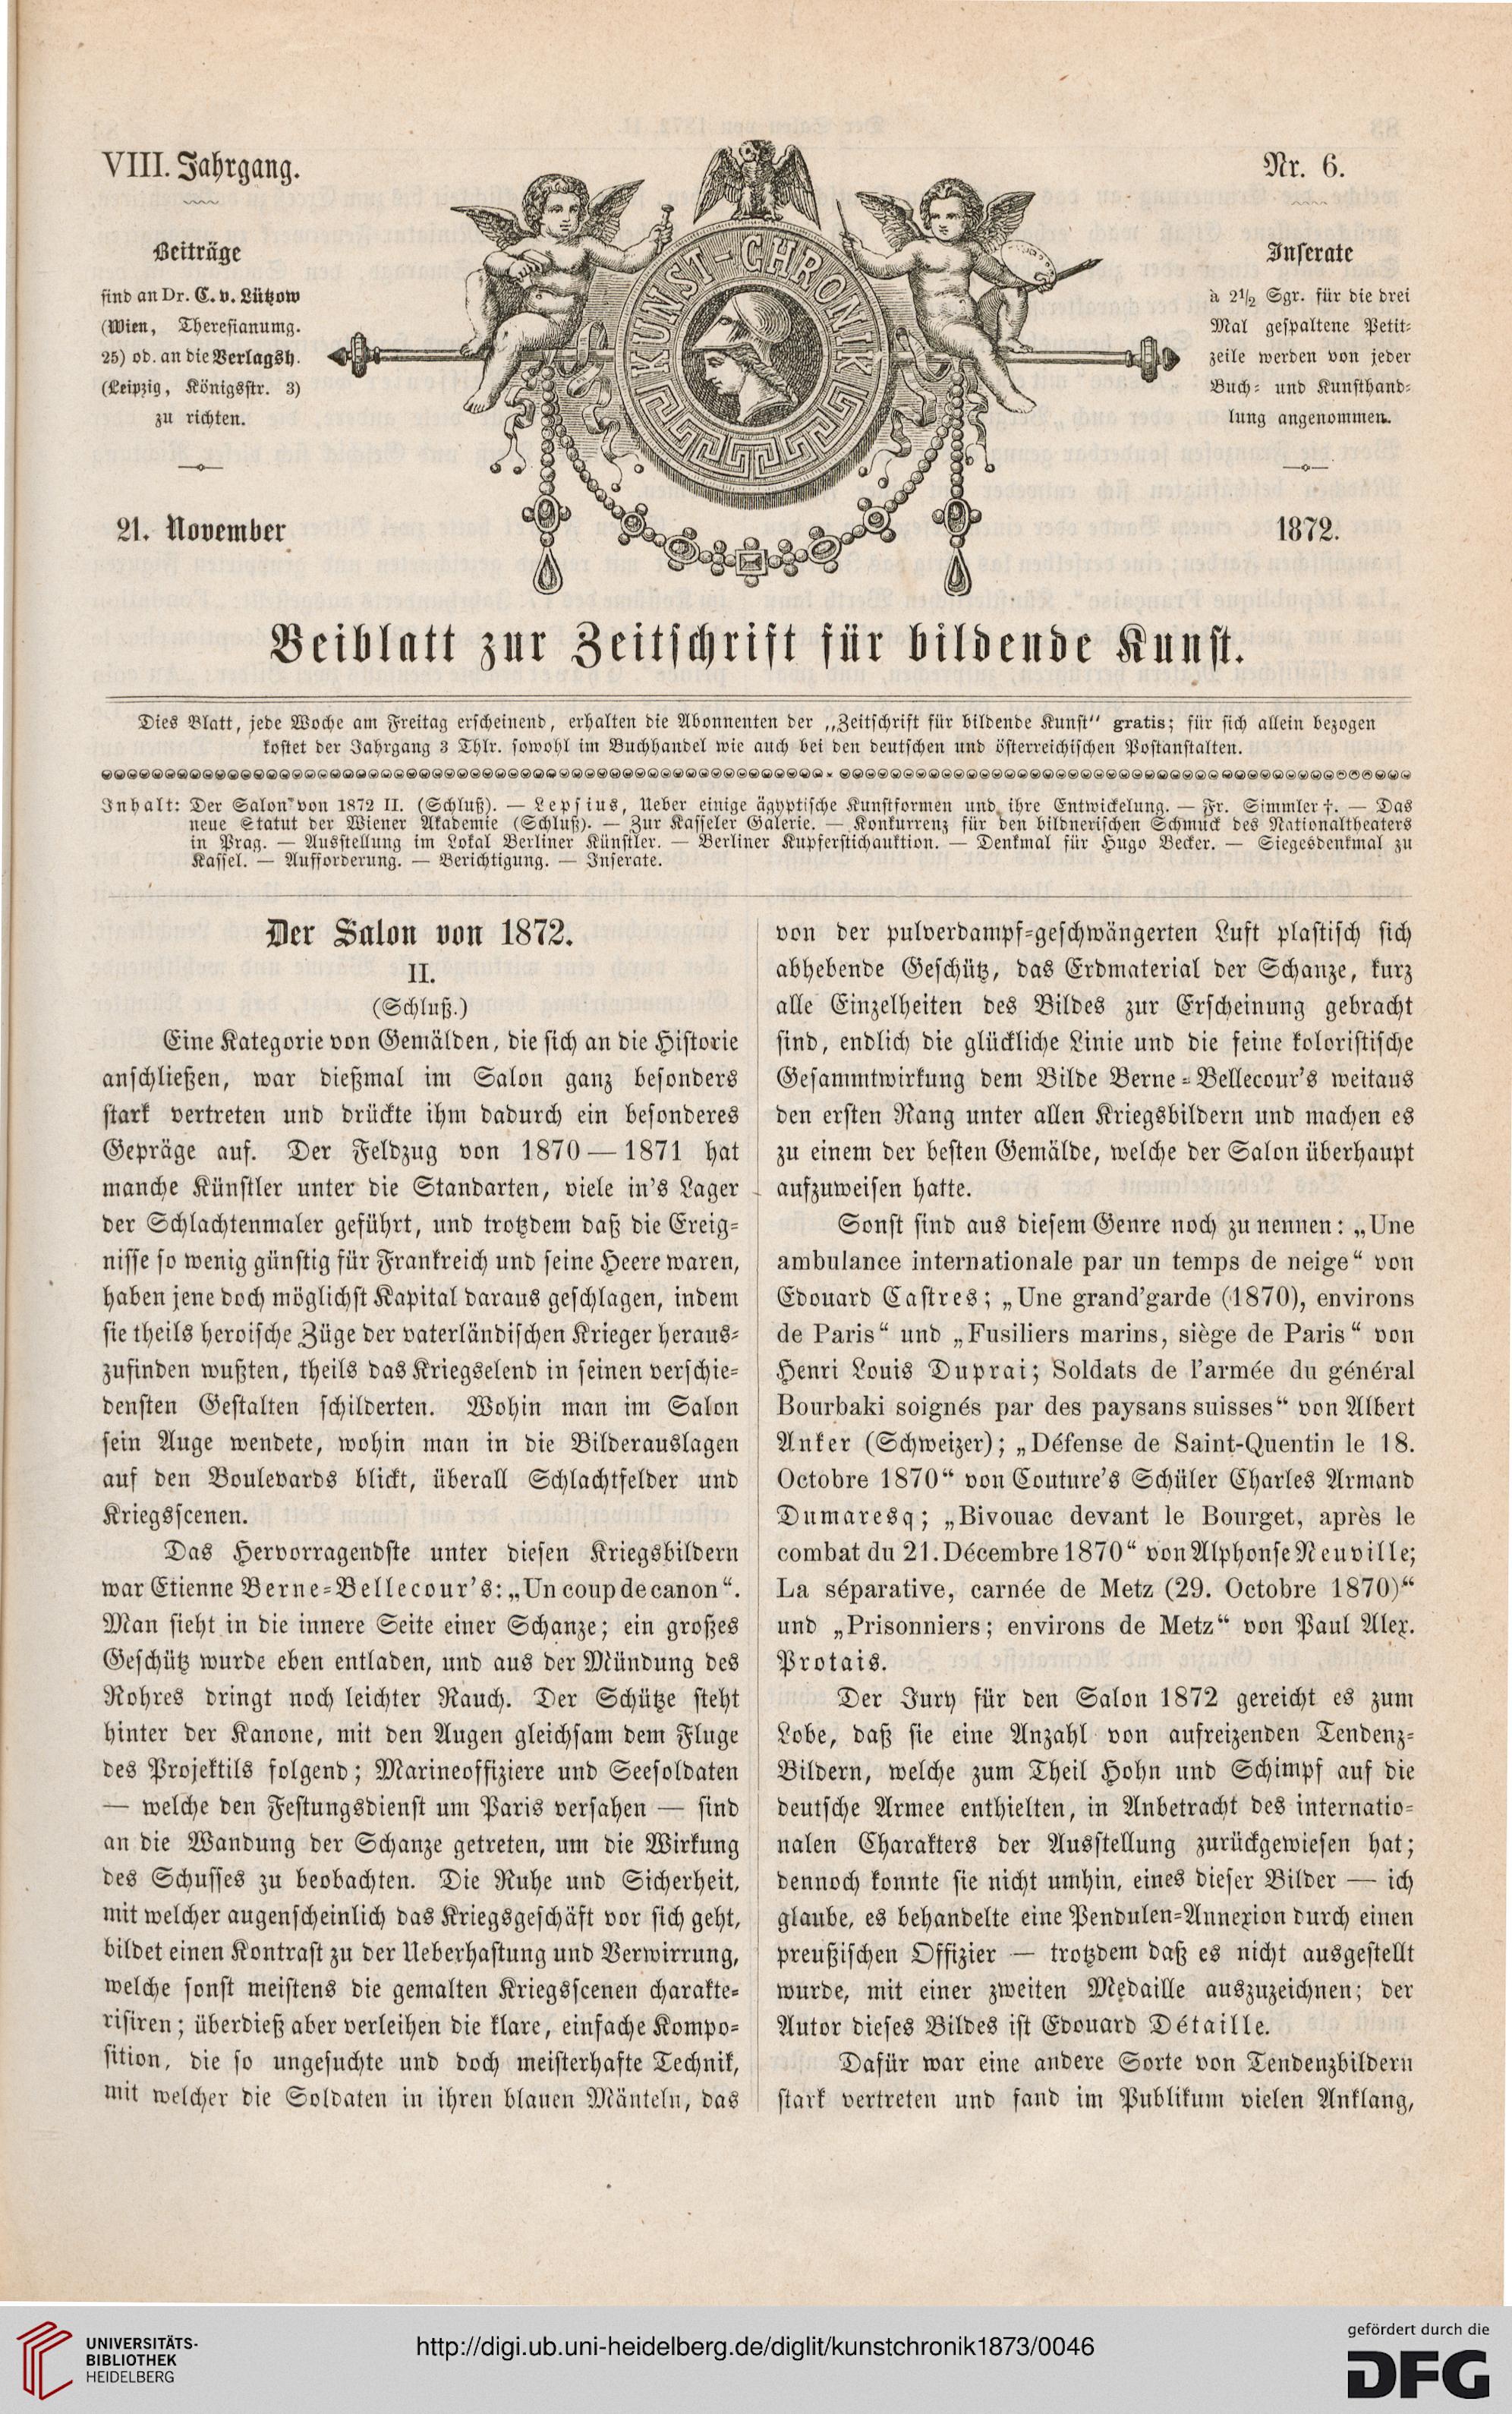 VIII. Jahrgang.
Nr. 6.
Beiträge
sind an Dr. C. v. Lützow
(Wien, Theresianumg.
25) od. an die Verlagsh.
(Leipzig, Königsstr. 3)
zu richten.
21. November
KUNST-CHRONIK
Inserate
à 2½ Sgr. für die drei
Mal gespaltene Petit-
zeile werden von jeder
Buch- und Kunsthand-
lung angenommen.
1872.
Beiblatt zur Zeitschrift für bildende Kunst.
Dies Blatt, jede Woche am Freitag erscheinend, erhalten die Abonnenten der „Zeitschrift für bildende Kunst“ gratis; für sich allein bezogen
kostet der Jahrgang 3 Thlr. sowohl im Buchhandel wie auch bei den deutschen und österreichischen Postanstalten.
Inhalt: Der Salon von 1872 II. (Schluß). — Lepsius, Ueber einige ägyptische Kunstformen und ihre Entwickelung. — Fr. Simmler †. — Das
neue Statut der Wiener Akademie (Schluß). — Zur Kasseler Galerie. — Konkurrenz für den bildnerischen Schmuck des Nationaltheaters
in Prag. — Ausstellung im Lokal Berliner Künstler. — Berliner Kupferstichauktion. — Denkmal für Hugo Becker. — Siegesdenkmal zu
Kassel. — Aufforderung. — Berichtigung. — Inserate.
Der Salon von 1872.
II.
(Schluß.)
Eine Kategorie von Gemälden, die sich an die Historie
anschließen, war dießmal im Salon ganz besonders
stark vertreten und drückte ihm dadurch ein besonderes
Gepräge auf. Der Feldzug von 1870 — 1871 hat
manche Künstler unter die Standarten, viele in's Lager
der Schlachtenmaler geführt, und trotzdem daß die Ereig-
nisse so wenig günstig für Frankreich und seine Heere waren,
haben jene doch möglichst Kapital daraus geschlagen, indem
sie theils heroische Züge der vaterländischen Krieger heraus-
zufinden wußten, theils das Kriegselend in seinen verschie-
densten Gestalten schilderten. Wohin man im Salon
sein Auge wendete, wohin man in die Bilderauslagen
auf den Boulevards blickt, überall Schlachtfelder und
Kriegsscenen.
Das Hervorragendste unter diesen Kriegsbildern
war Etienne Berne-Bellecour's: „Un coup de canon“.
Man sieht in die innere Seite einer Schanze; ein großes
Geschütz wurde eben entladen, und aus der Mündung des
Rohres dringt noch leichter Rauch. Der Schütze steht
hinter der Kanone, mit den Augen gleichsam dem Fluge
des Projektils folgend; Marineoffiziere und Seesoldaten
— welche den Festungsdienst um Paris versahen — sind
an die Wandung der Schanze getreten, um die Wirkung
des Schusses zu beobachten. Die Ruhe und Sicherheit,
mit welcher augenscheinlich das Kriegsgeschäft vor sich geht,
bildet einen Kontrast zu der Ueberhastung und Verwirrung,
welche sonst meistens die gemalten Kriegsscenen charakte-
risiren; überdieß aber verleihen die klare, einfache Kompo-
sition, die so ungesuchte und doch meisterhafte Technik,
mit welcher die Soldaten in ihren blauen Mänteln, das
von der pulverdampf-geschwängerten Luft plastisch sich
abhebende Geschütz, das Erdmaterial der Schanze, kurz
alle Einzelheiten des Bildes zur Erscheinung gebracht
sind, endlich die glückliche Linie und die feine koloristische
Gesammtwirkung dem Bilde Berne-Bellecour's weitaus
den ersten Rang unter allen Kriegsbildern und machen es
zu einem der besten Gemälde, welche der Salon überhaupt
aufzuweisen hatte.
Sonst sind aus diesem Genre noch zu nennen: „Une
ambulance internationale par un temps de neige“ von
Edouard Castres; „Une grand'garde (1870), environs
de Paris“ und „Fusiliers marins, siège de Paris“ von
Henri Louis Duprai; Soldats de l'armée du général
Bourbaki soignés par des paysans suisses“ von Albert
Anker (Schweizer); „Défense de Saint-Quentin le 18.
Octobre 1870“ von Couture's Schüler Charles Armand
Dumaresq; „Bivouac devant le Bourget, après le
combat du 21. Décembre 1870“ von Alphonse Neuville;
La séparative, carnée de Metz (29. Octobre 1870)“
und „Prisonniers; environs de Metz“ von Paul Alex.
Protais.
Der Jury für den Salon 1872 gereicht es zum
Lobe, daß sie eine Anzahl von aufreizenden Tendenz-
Bildern, welche zum Theil Hohn und Schimpf auf die
deutsche Armee enthielten, in Anbetracht des internatio-
nalen Charakters der Ausstellung zurückgewiesen hat;
dennoch konnte sie nicht umhin, eines dieser Bilder — ich
glaube, es behandelte eine Pendulen-Annexion durch einen
preußischen Offizier — trotzdem daß es nicht ausgestellt
wurde, mit einer zweiten Medaille auszuzeichnen; der
Autor dieses Bildes ist Edouard Détaille.
Dafür war eine andere Sorte von Tendenzbildern
stark vertreten und fand im Publikum vielen Anklang,
UNIVERSITÄTS-
BIBLIOTHEK
HEIDELBERG
http://digi.ub.uni-heidelberg.de/diglit/kunstchronik1873/0046
gefördert durch die
DFG